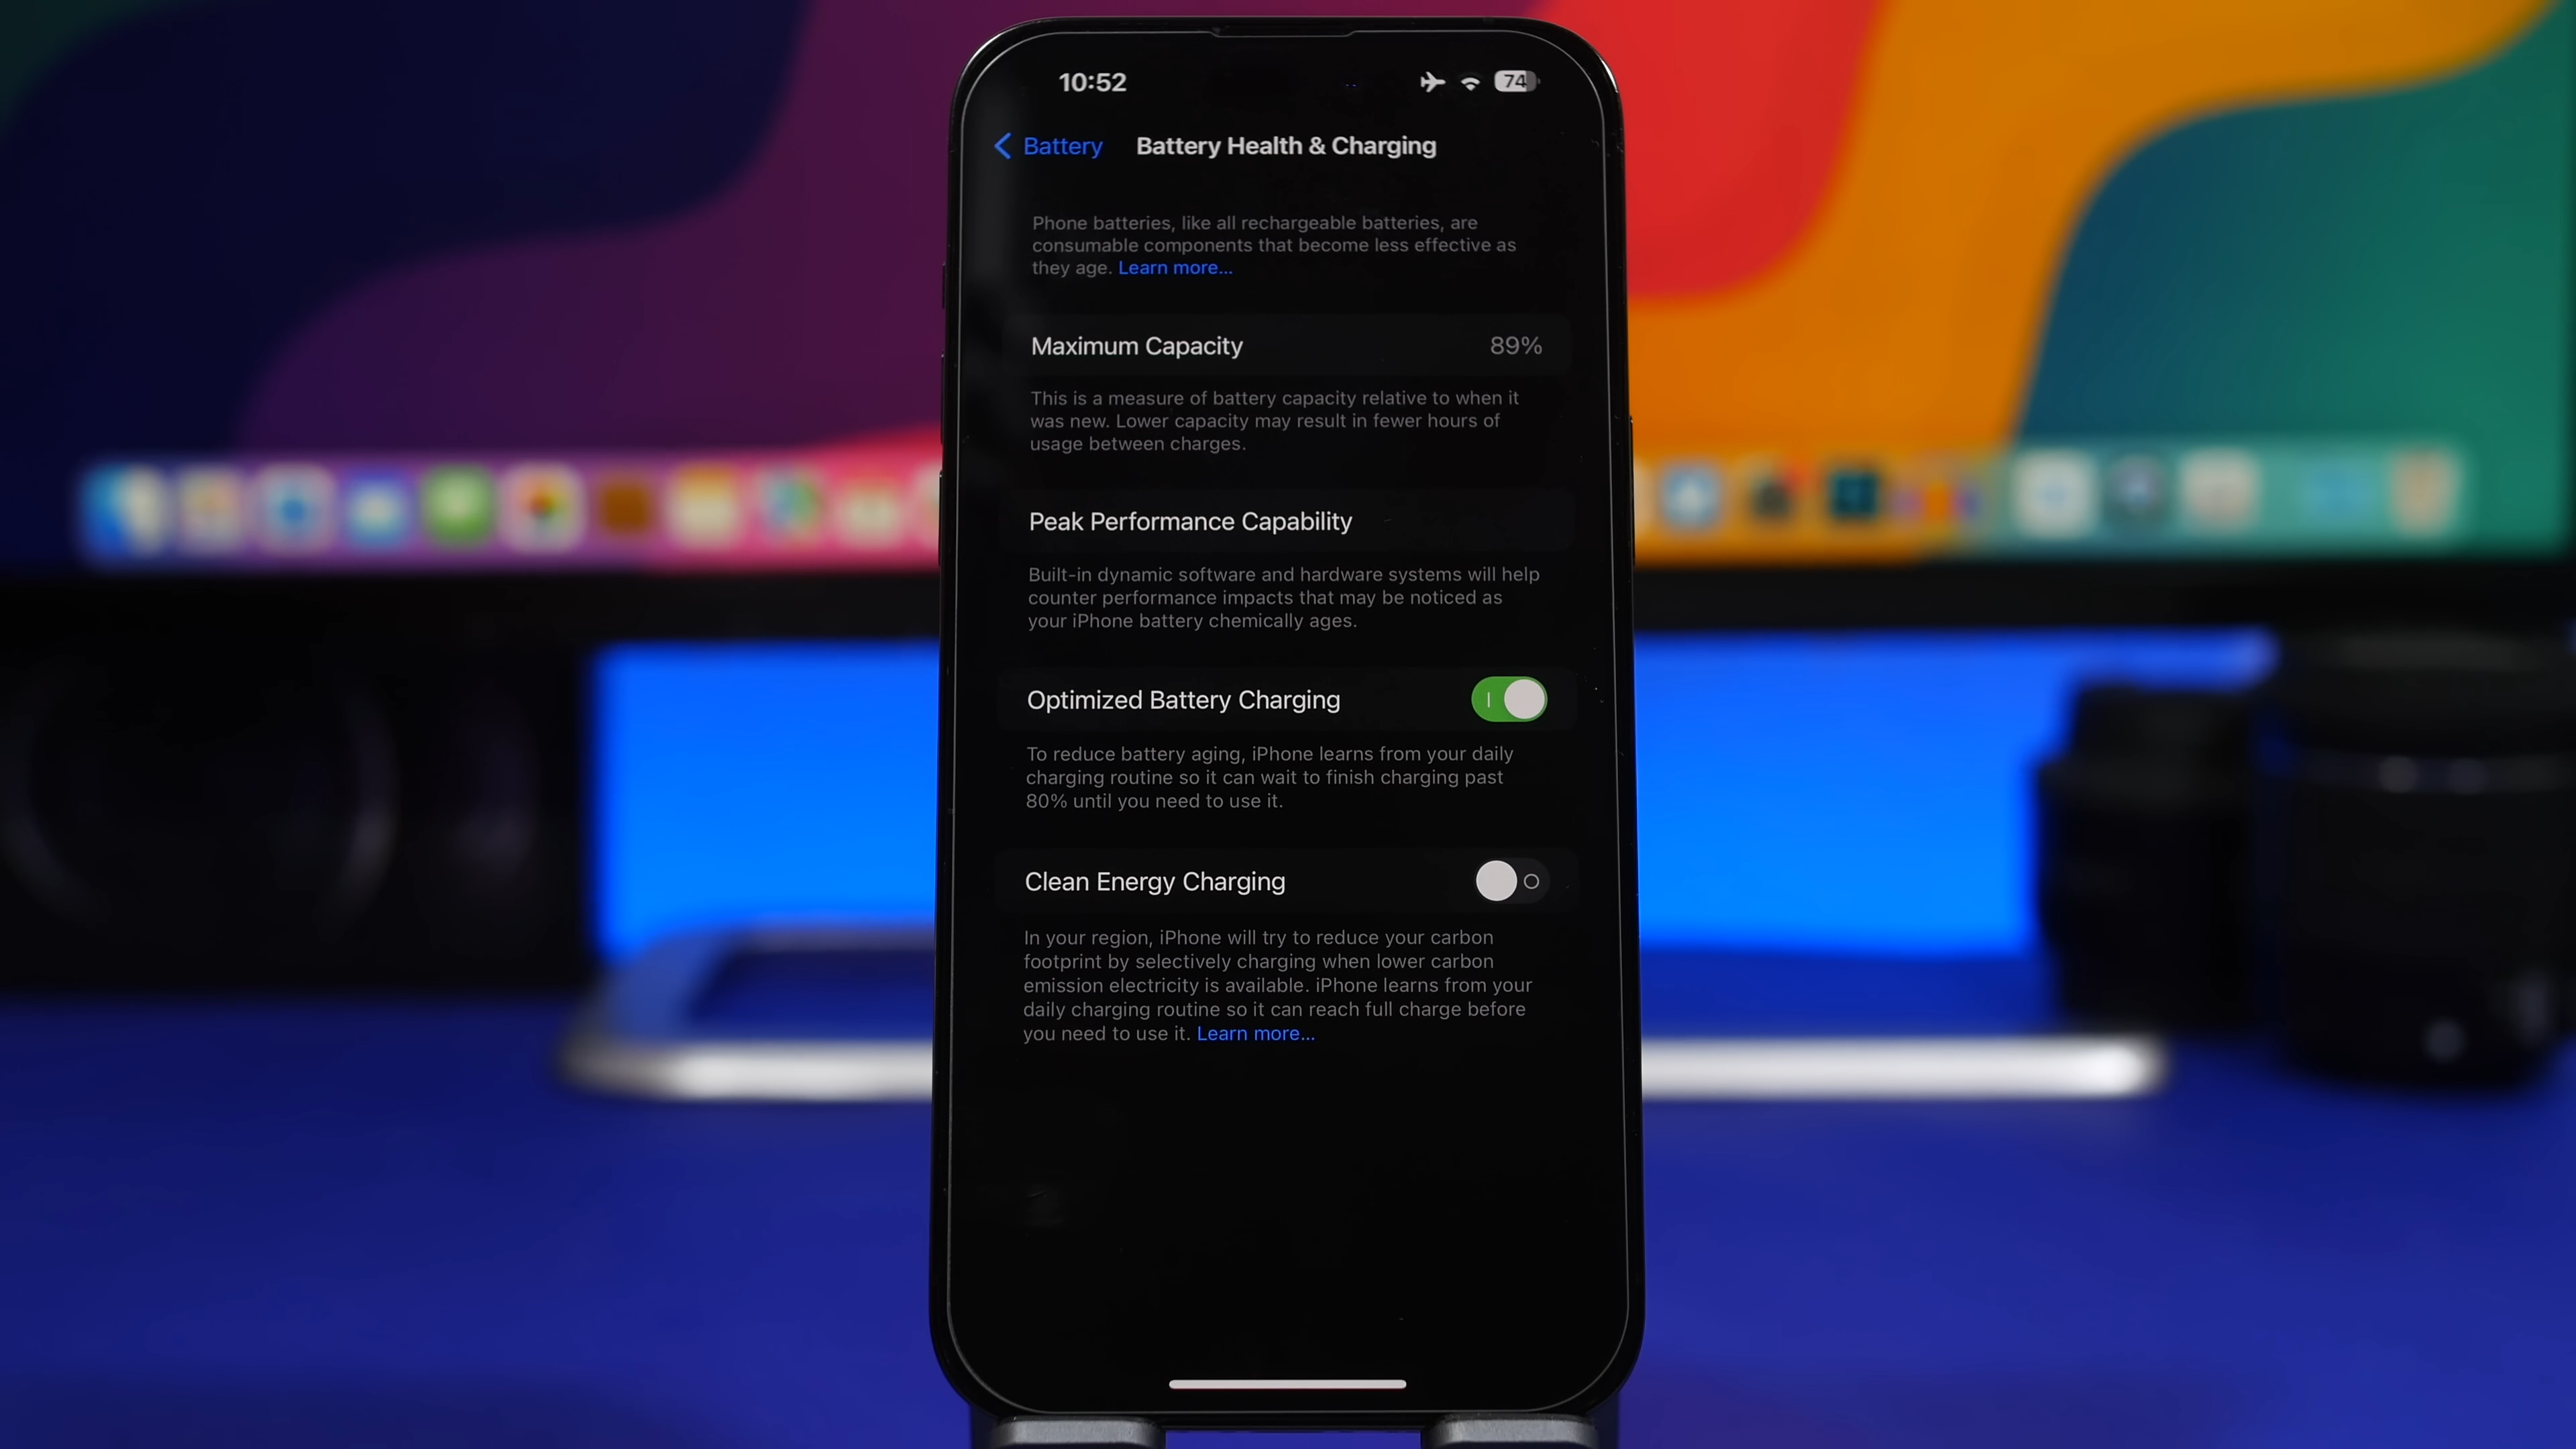 10:52
74
Battery
Battery Health & Charging
Phone batteries, like all rechargeable batteries, are
consumable components that become less effective as
they age. Learn more...
Maximum Capacity 89%
This is a measure of battery capacity relative to when it
was new. Lower capacity may result in fewer hours of
usage between charges.
Peak Performance Capability
Built-in dynamic software and hardware systems will help
counter performance impacts that may be noticed as
your iPhone battery chemically ages.
Optimized Battery Charging
To reduce battery aging, iPhone learns from your daily
charging routine so it can wait to finish charging past
80% until you need to use it.
Clean Energy Charging
In your region, iPhone will try to reduce your carbon
footprint by selectively charging when lower carbon
emission electricity is available. iPhone learns from your
daily charging routine so it can reach full charge before
you need to use it. Learn more...